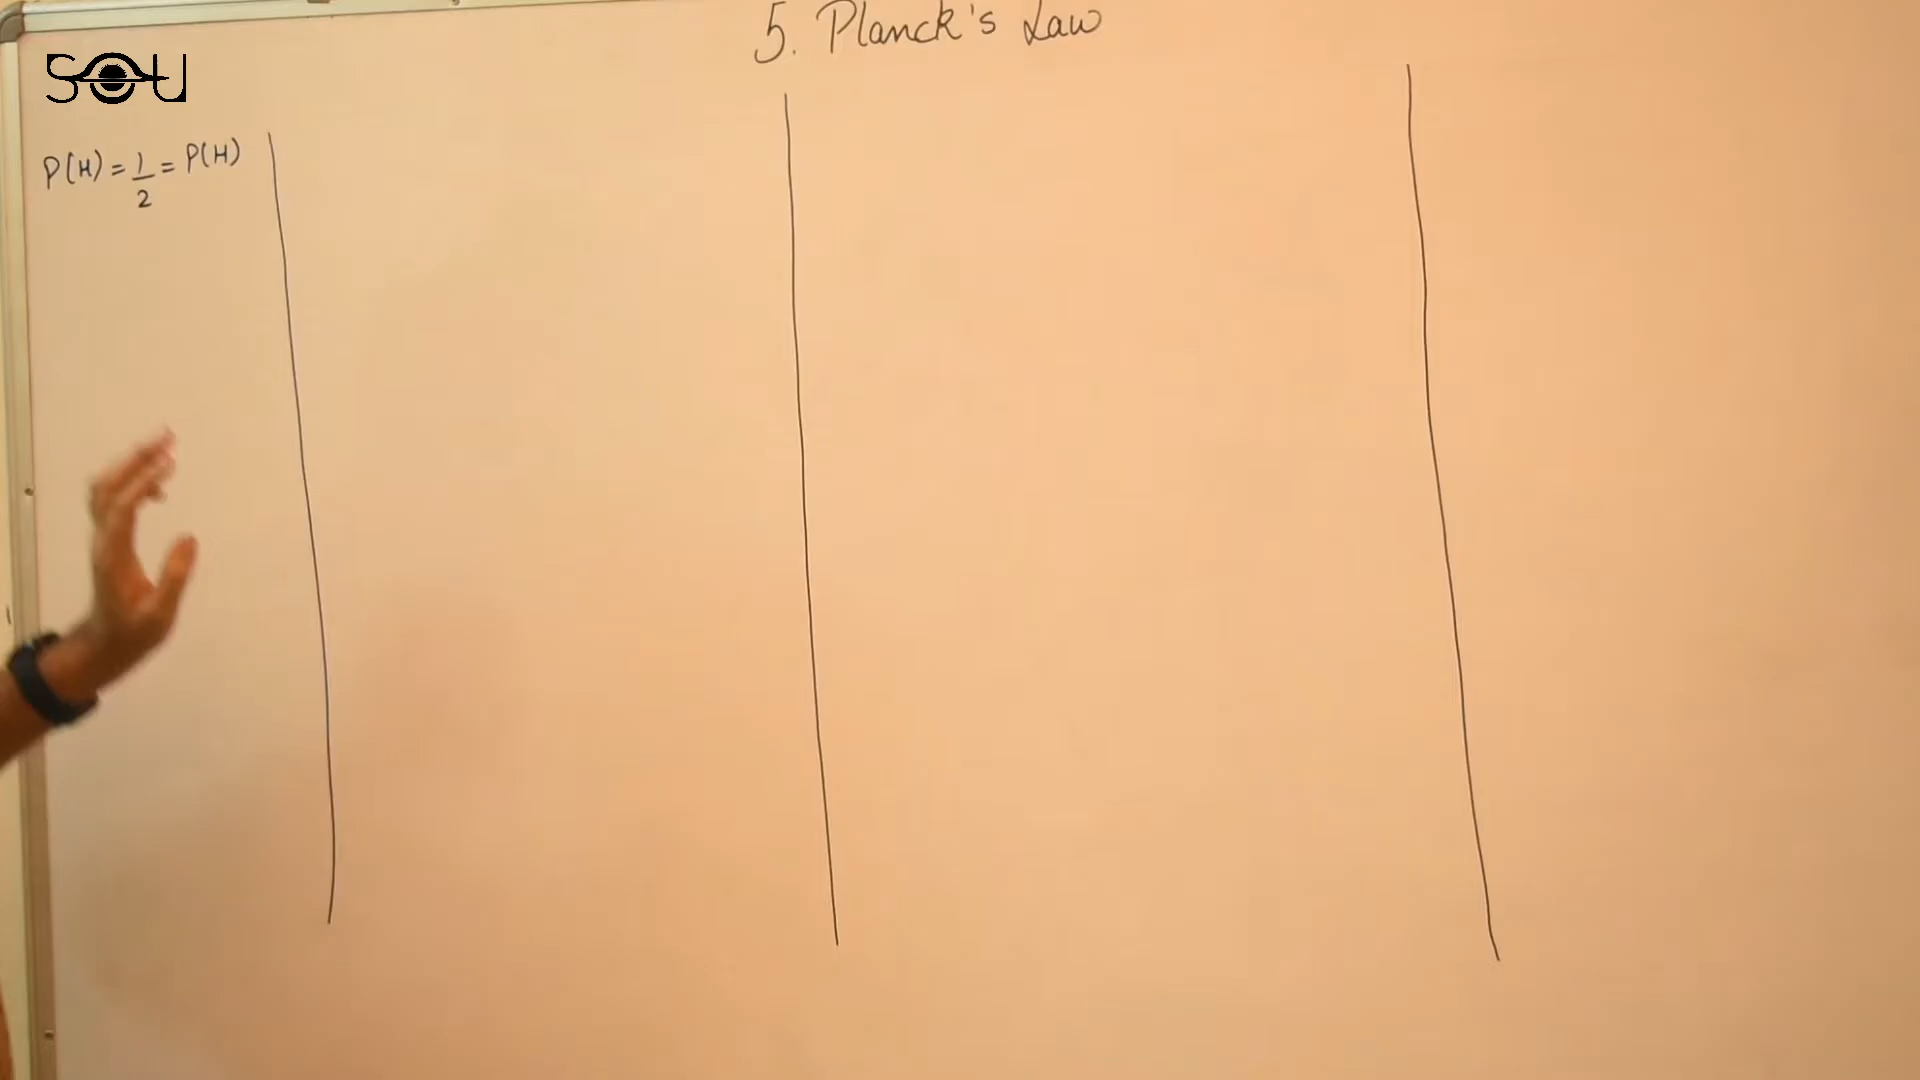 5. Planck's Law
SOU
P(H) = 1/2 = P(H)